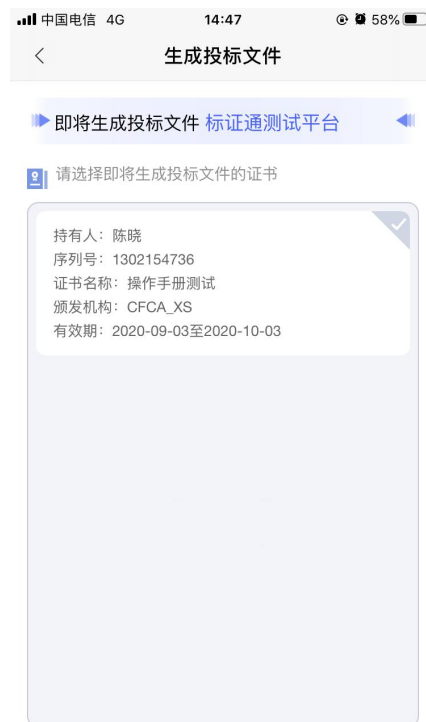 中国电信 4G 14:47 58%
生成投标文件
即将生成投标文件 标证通测试平台
请选择即将生成投标文件的证书
持有人：陈晓
序列号：1302154736
证书名称：操作手册测试
颁发机构：CFCA_XS
有效期：2020-09-03至2020-10-03